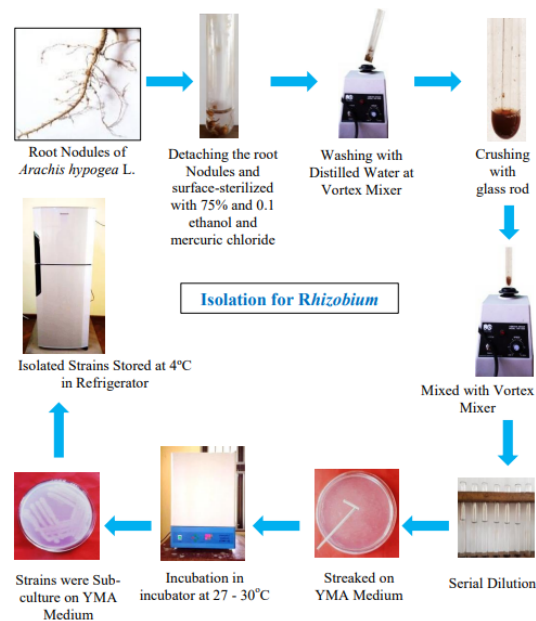 Root Nodules of
Arachis hypogea L.
Detaching the root
Nodules and
surface-sterilized
with 75% and 0.1
ethanol and
mercuric chloride
Washing with
Distilled Water at
Vortex Mixer
Crushing
with
glass rod
Isolation for Rhizobium
Mixed with Vortex
Mixer
Serial Dilution
Streaked on
YMA Medium
Incubation in
incubator at 27 - 30°C
Strains were Sub-
culture on YMA
Medium
Isolated Strains Stored at 4ºC
in Refrigerator